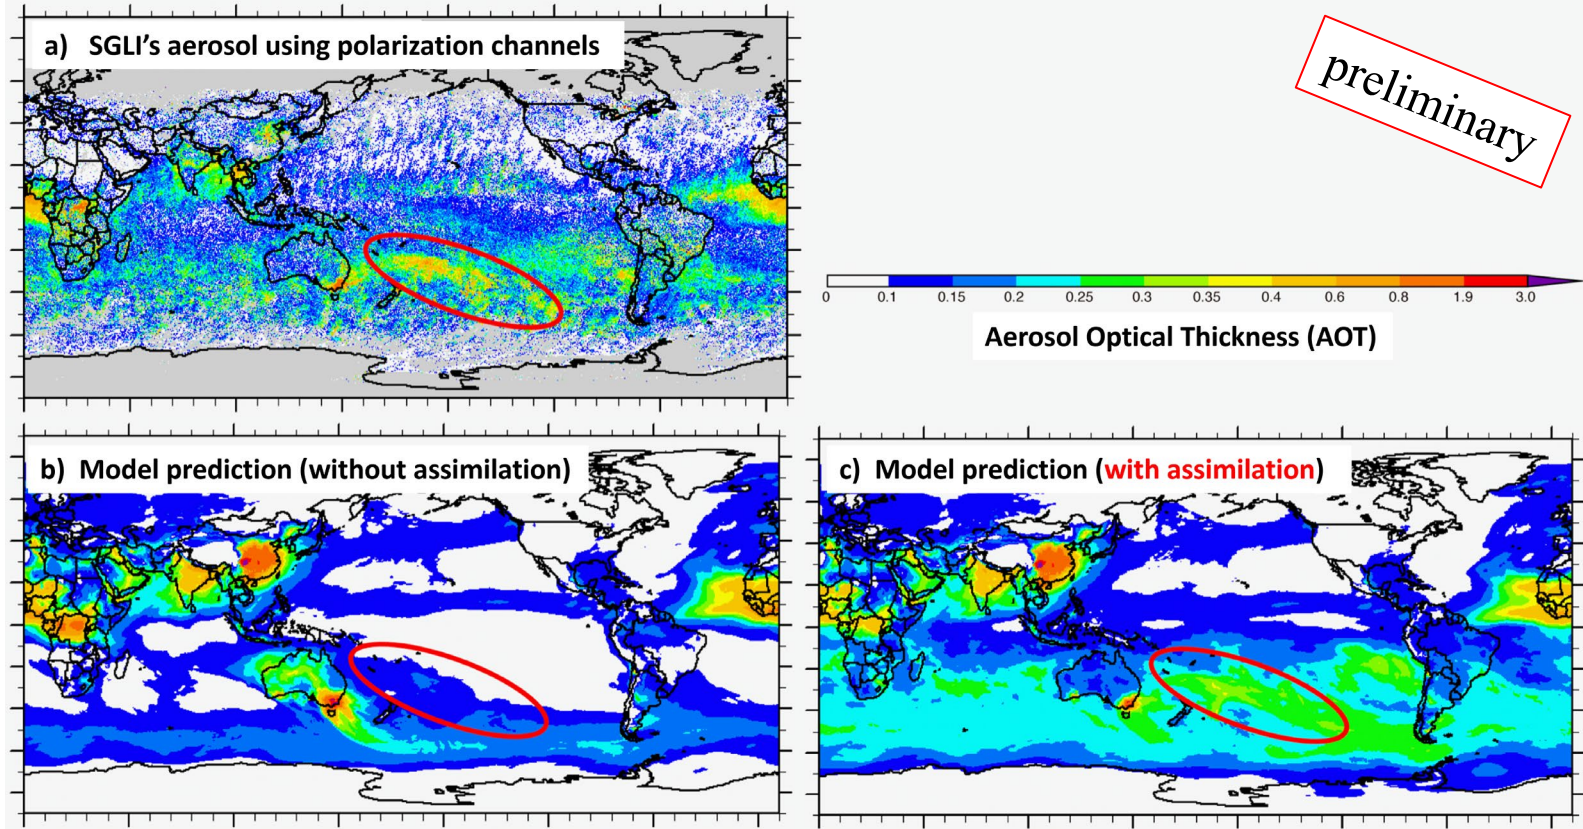 a) SGLI's aerosol using polarization channels
preliminary
0 0.1 0.15 0.2 0.25 0.3 0.35 0.4 0.6 0.8 1.9 3.0
Aerosol Optical Thickness (AOT)
b) Model prediction (without assimilation)
c) Model prediction (with assimilation)